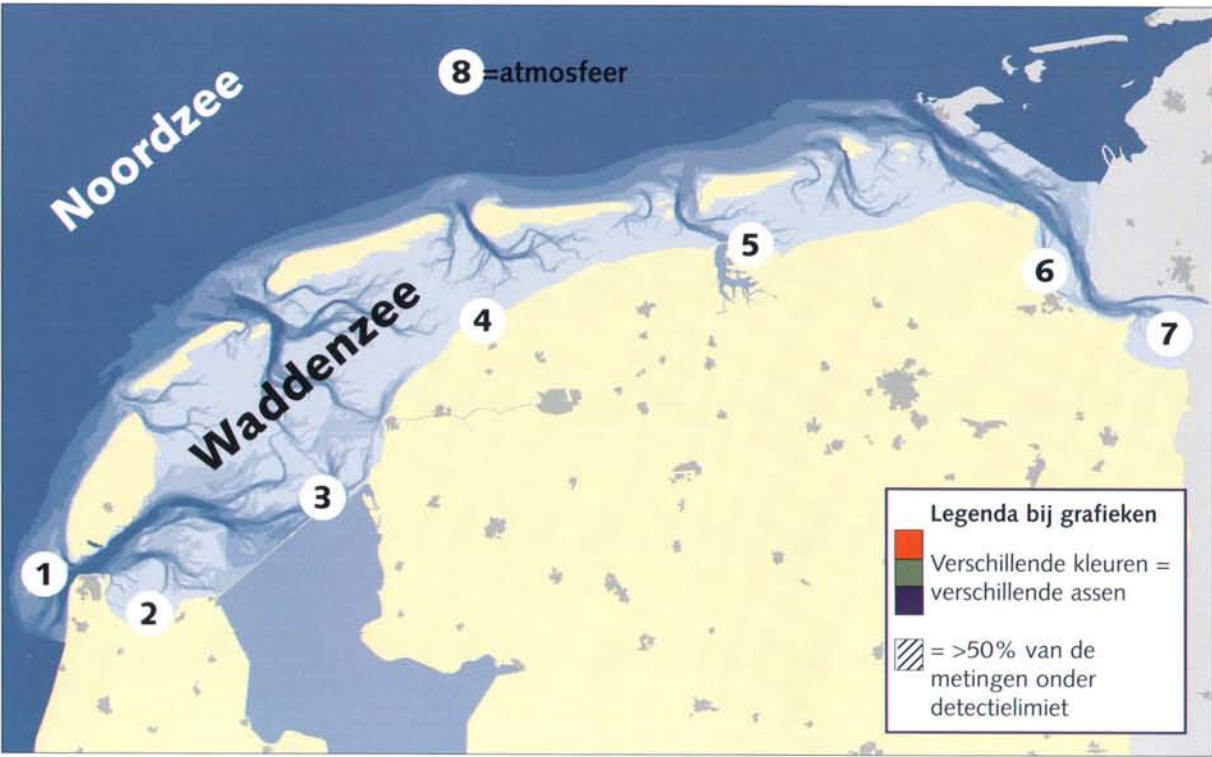 8 =atmosfeer
Noordzee
Waddenzee
5
6
4
7
3
1
2
Legenda bij grafieken
Verschillende kleuren =
verschillende assen
= >50% van de
metingen onder
detectielimiet